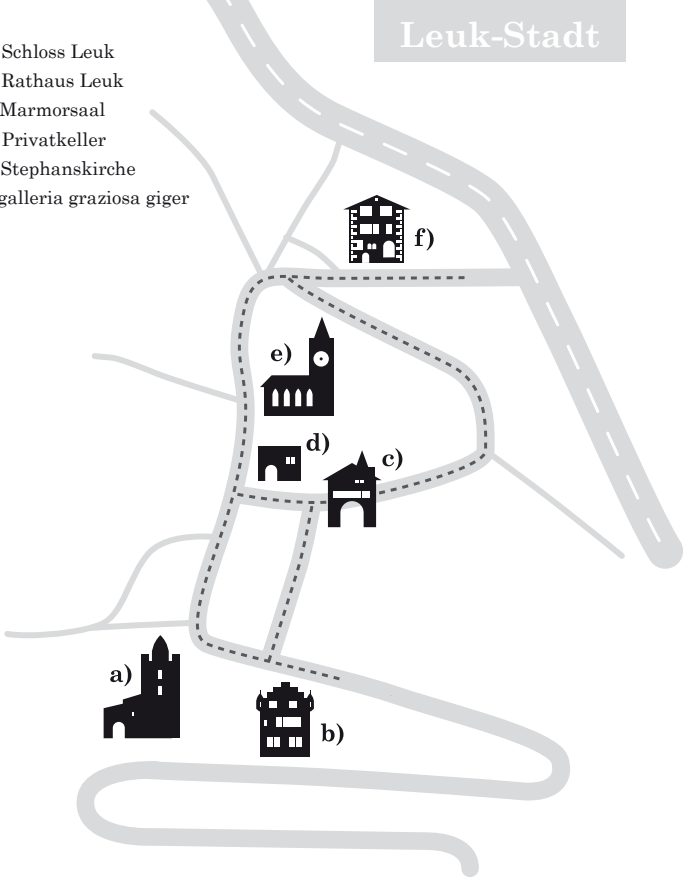 Leuk-Stadt
Schloss Leuk
Rathaus Leuk
Marmorsaal
Privatkeller
Stephanskirche
galleria graziosa giger
f)
e)
d)
c)
a)
b)